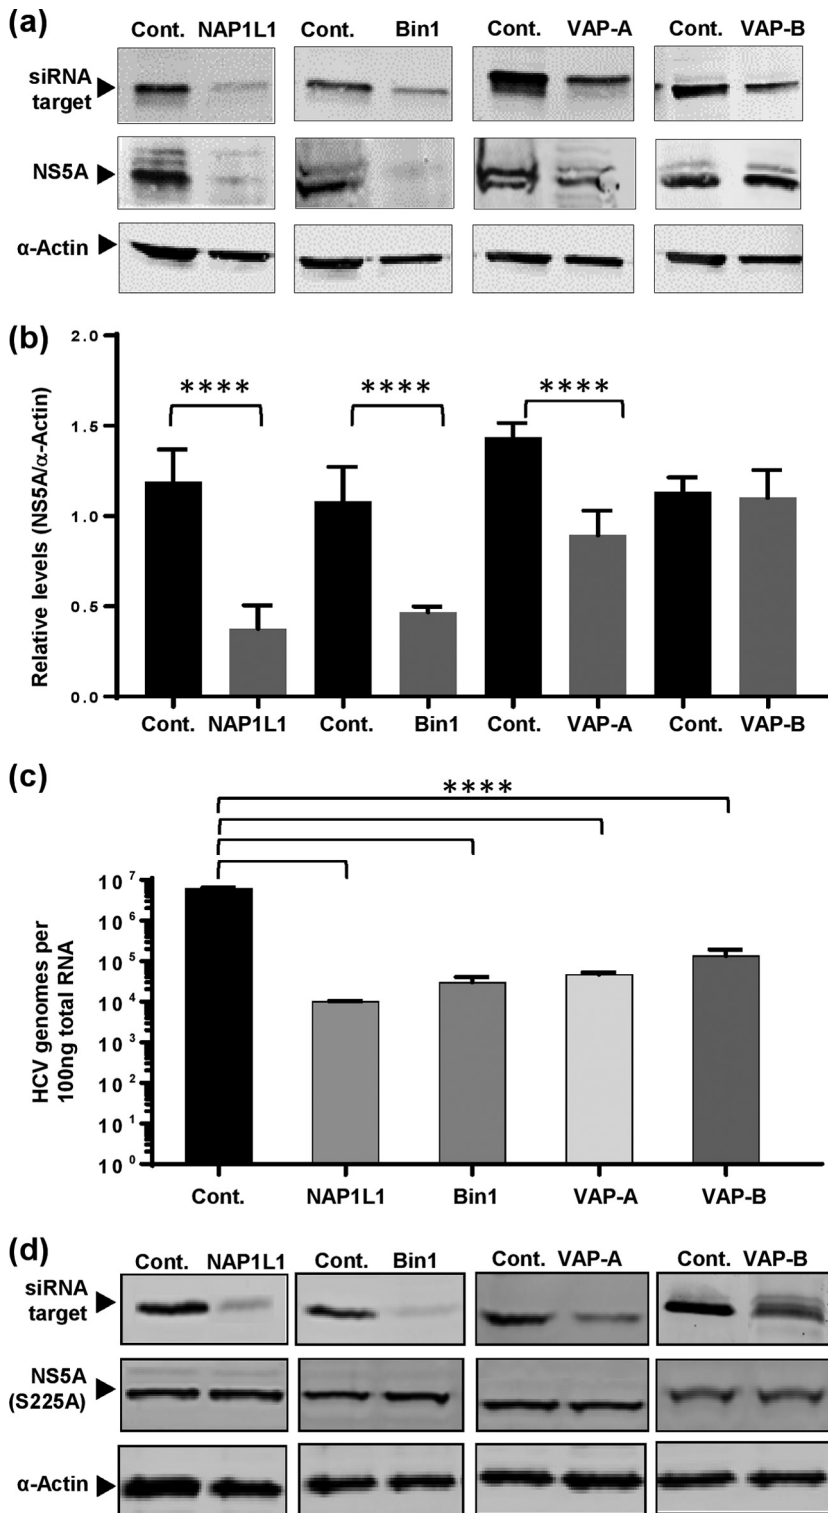 (a)
Cont. NAP1L1 Cont. Bin1 Cont. VAP-A Cont. VAP-B
siRNA
target
NS5A
α-Actin
(b)
Relative levels (NS5A/α-Actin)
2.0
1.5
1.0
0.5
0.0
**** **** ****
Cont. NAP1L1 Cont. Bin1 Cont. VAP-A Cont. VAP-B
(c)
****
HCV genomes per
100ng total RNA
10⁷
10⁶
10⁵
10⁴
10³
10²
10¹
10⁰
Cont. NAP1L1 Bin1 VAP-A VAP-B
(d)
Cont. NAP1L1 Cont. Bin1 Cont. VAP-A Cont. VAP-B
siRNA
target
NS5A
(S225A)
α-Actin